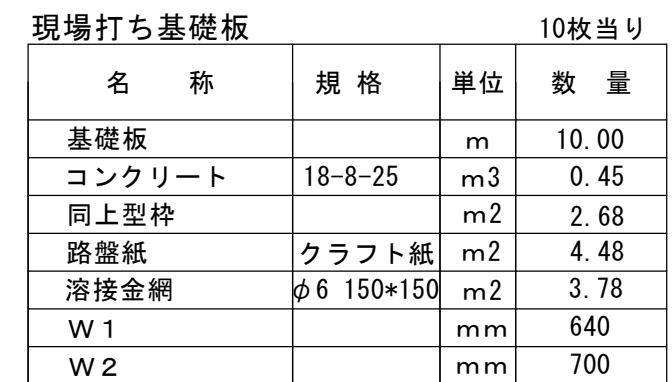 現場打ち基礎板 10枚当り
名 称 規 格 単位 数 量
基礎板 m 10.00
コンクリート 18-8-25 m3 0.45
同上型枠 m2 2.68
路盤紙 クラフト紙 m2 4.48
溶接金網 φ6 150*150 m2 3.78
W1 mm 640
W2 mm 700